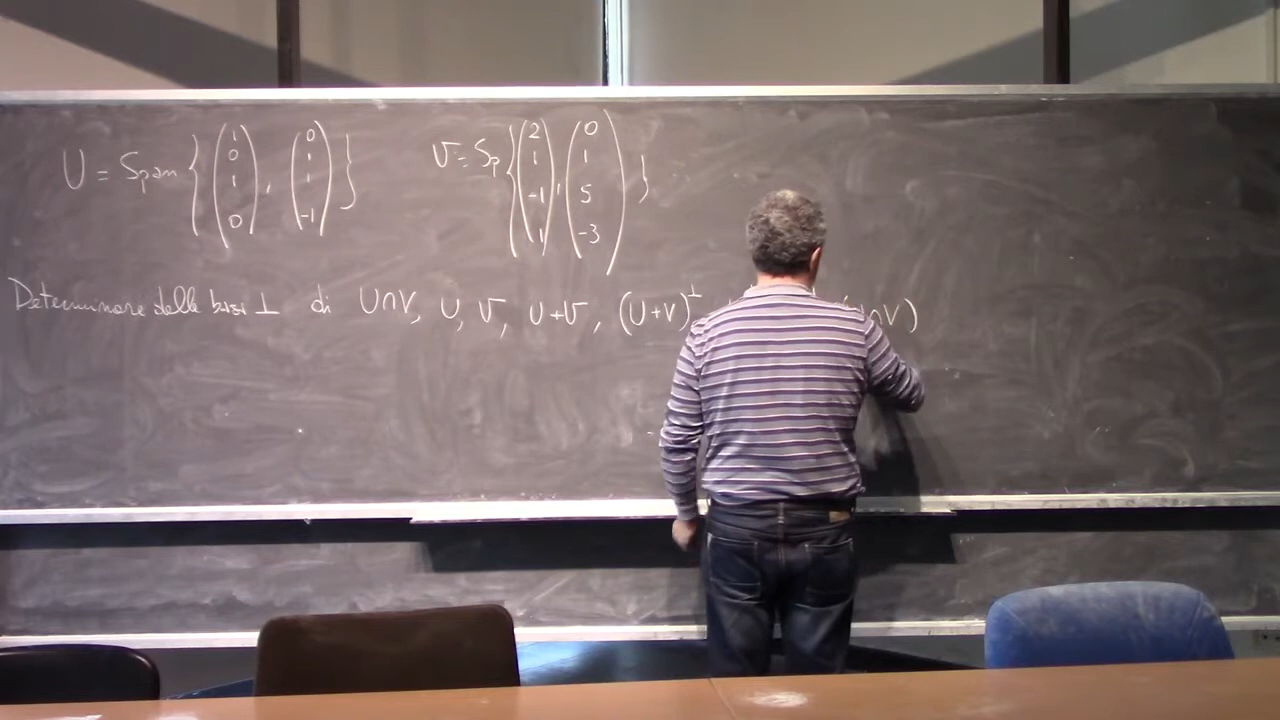 U = Span { (1 0 1 0), (0 1 1 -1) } V = Sp { (2 1 -1 1), (0 1 5 -3) }
Determinare delle basi ⊥ di U∩V, U, V, U+V, (U+V)^⊥ ∩V)